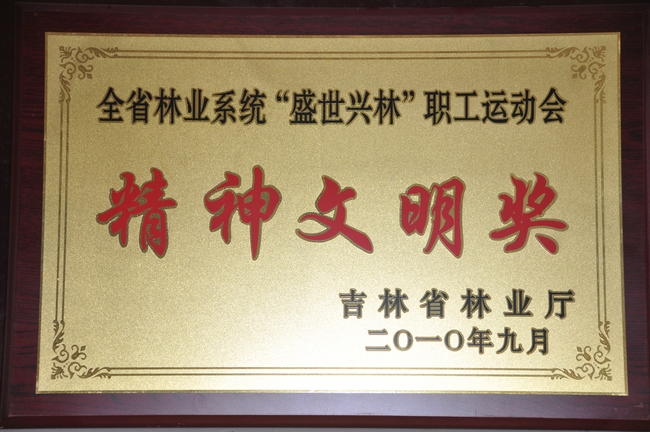 全省林业系统“盛世兴林”职工运动会
精神文明奖
吉林省林业厅
二〇一〇年九月